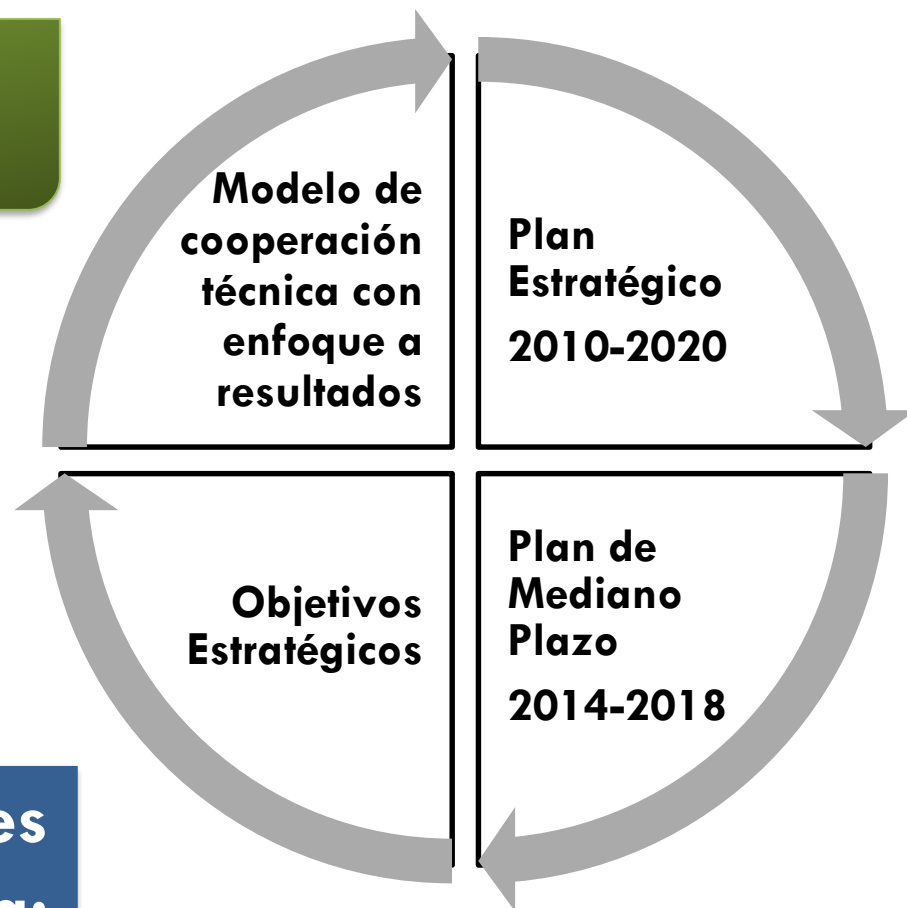 Modelo de
cooperación
técnica con
enfoque a
resultados
Plan
Estratégico
2010-2020
Objetivos
Estratégicos
Plan de
Mediano
Plazo
2014-2018